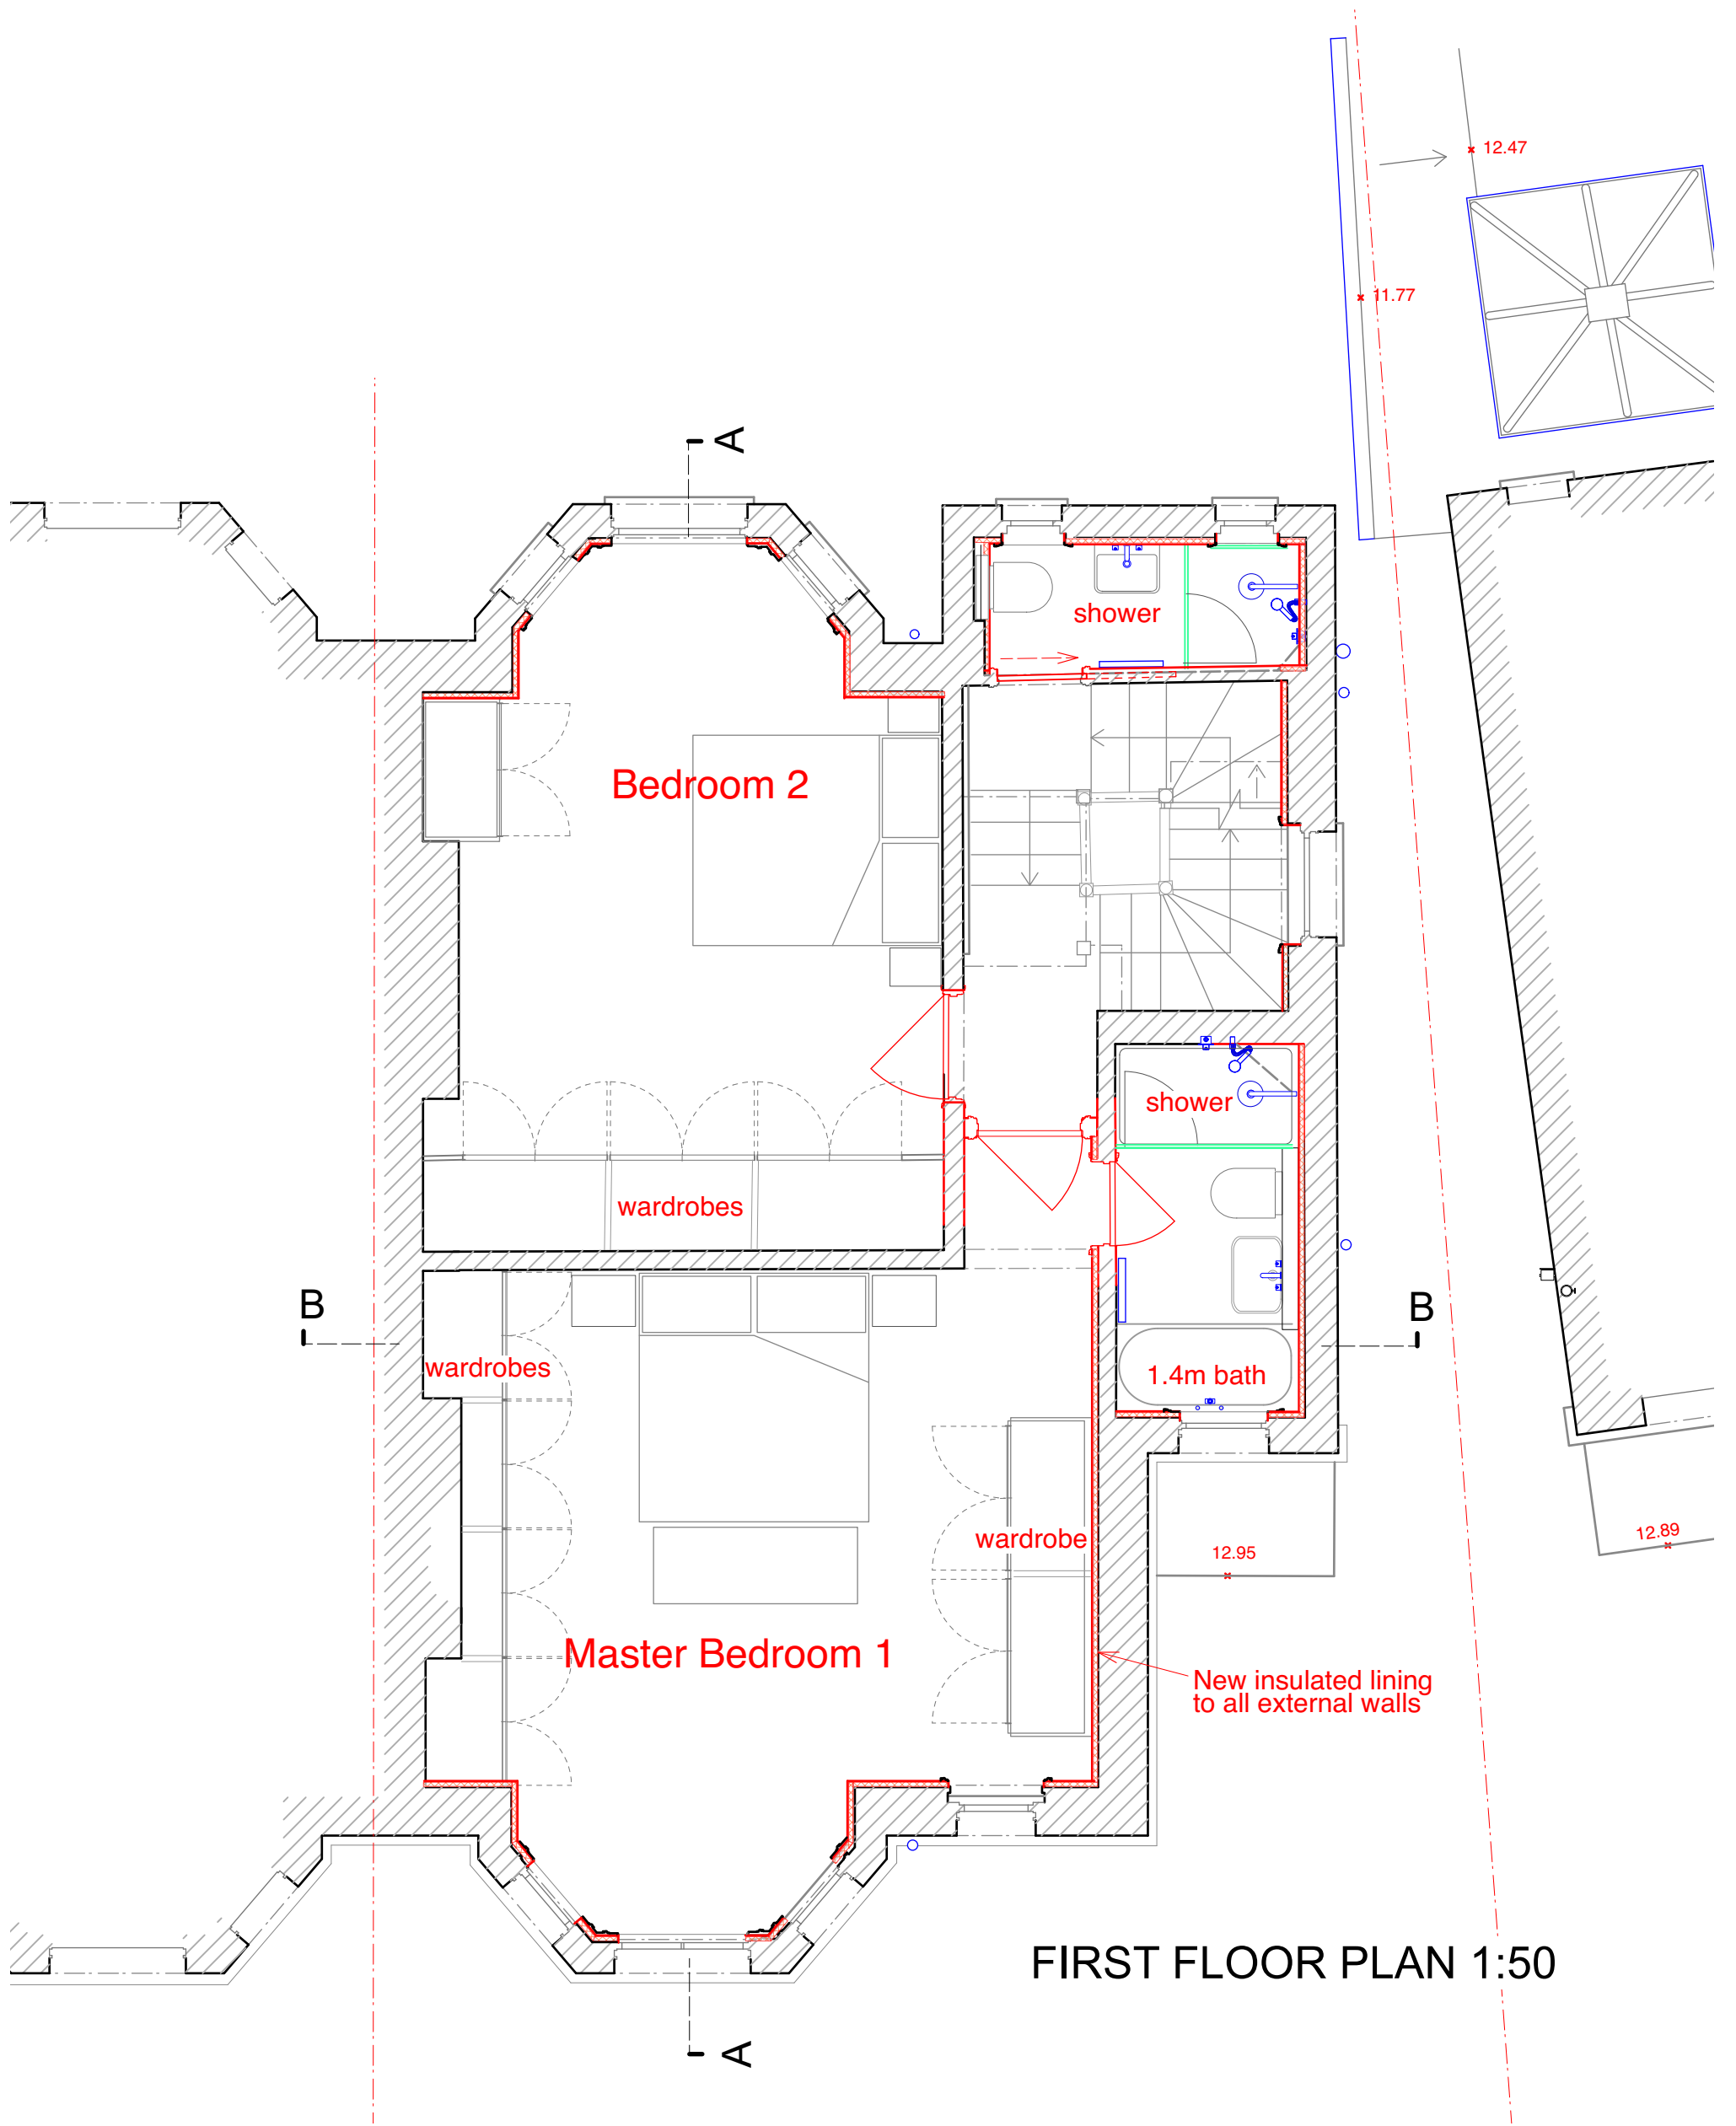 12.47
11.77
A
shower
Bedroom 2
shower
wardrobes
B
B
wardrobes
1.4m bath
wardrobe
12.89
12.95
Master Bedroom 1
New insulated lining
to all external walls
FIRST FLOOR PLAN 1:50
A